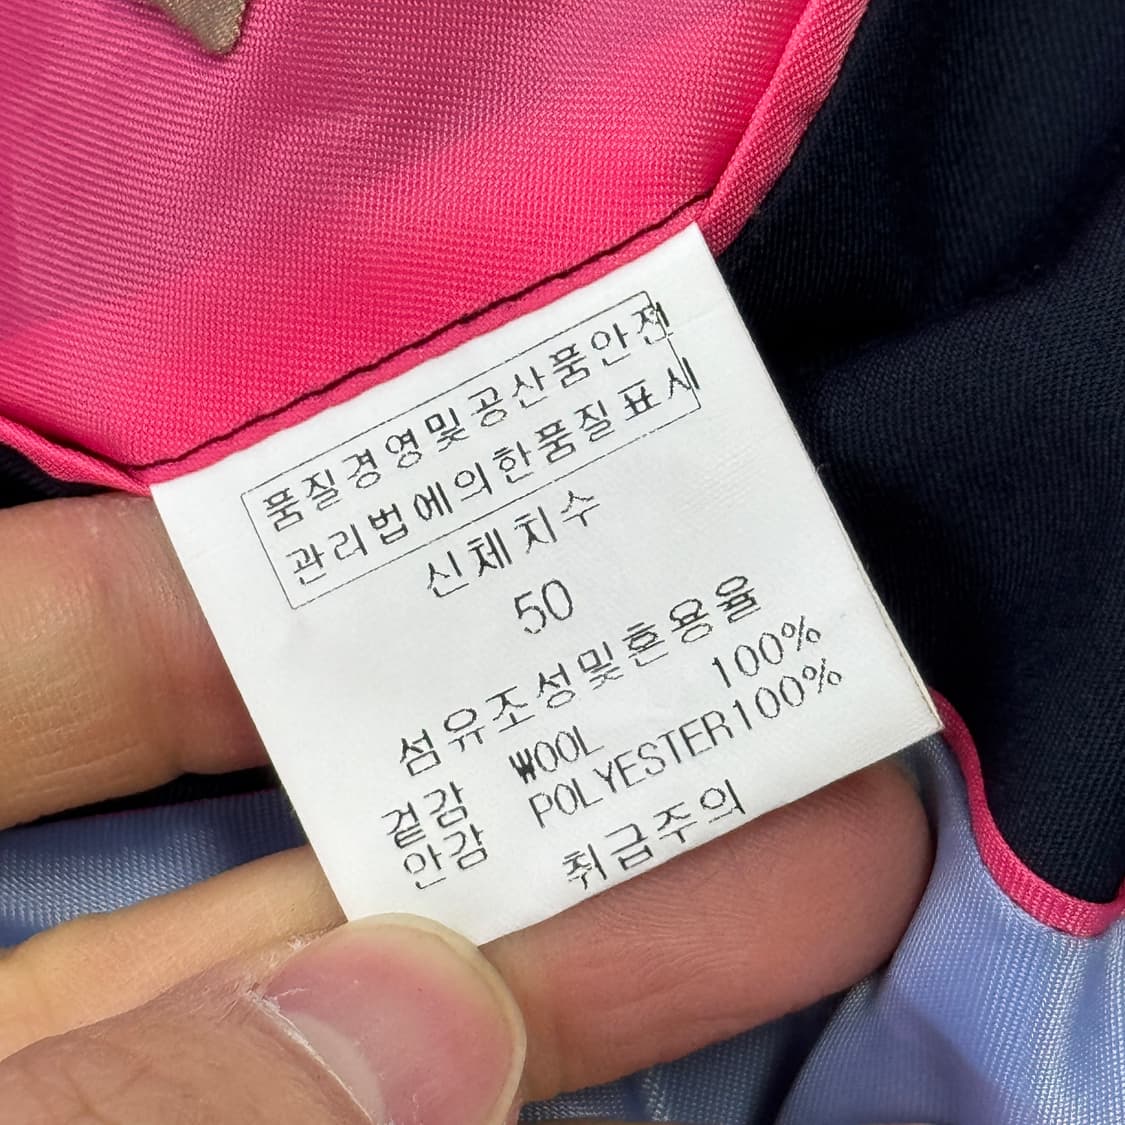 품질경영및공산품안전
관리법에의한품질표시
신체치수
50
섬유조성및혼용율
겉감 WOOL 100%
안감 POLYESTER100%
취급주의